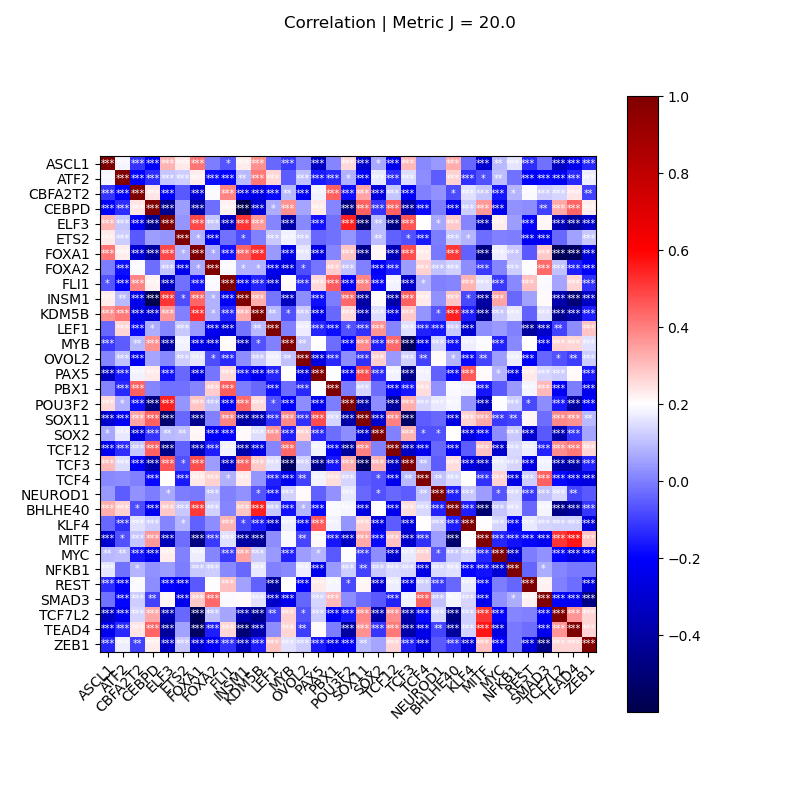 Correlation | Metric J = 20.0
ASCL1
ATF2
CBFA2T2
CEBPD
ELF3
ETS2
FOXA1
FOXA2
FLI1
INSM1
KDM5B
LEF1
MYB
OVOL2
PAX5
PBX1
POU3F2
SOX11
SOX2
TCF12
TCF3
TCF4
NEUROD1
BHLHE40
KLF4
MITF
MYC
NFKB1
REST
SMAD3
TCF7L2
TEAD4
ZEB1
ASCL1
ATF2
CBFA2T2
CEBPD
ELF3
ETS2
FOXA1
FOXA2
FLI1
INSM1
KDM5B
LEF1
MYB
OVOL2
PAX5
PBX1
POU3F2
SOX11
SOX2
TCF12
TCF3
TCF4
NEUROD1
BHLHE40
KLF4
MITF
MYC
NFKB1
REST
SMAD3
TCF7L2
TEAD4
ZEB1
1.0
0.8
0.6
0.4
0.2
0.0
−0.2
−0.4